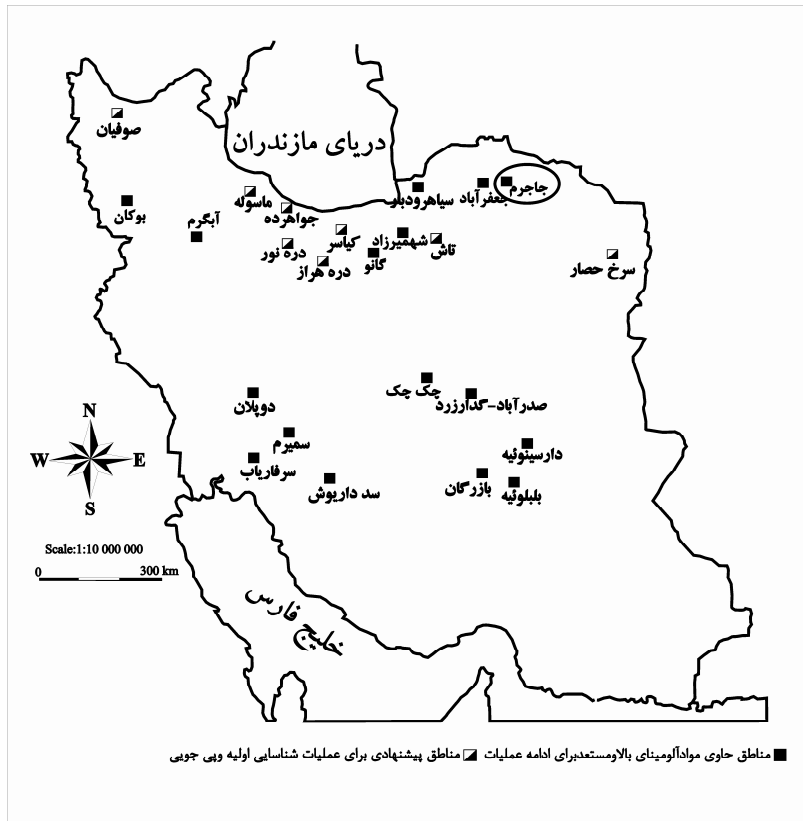 دریای مازندران
صوفیان
جاجرم
جعفرآباد
سیاهرودبار
ماسوله
بوکان
جواهرده
آبگرم
کیاسر
شهمیرزاد
تاش
دره نور
گانو
دره هراز
سرخ حصار
چک چک
صدرآباد-گدارزرد
دوپلان
سمیرم
دارسینوئیه
سرفاریاب
سد داریوش
بازرگان
بلبلوئیه
N
W
E
S
Scale:1:10 000 000
0 300 km
خلیج فارس
مناطق حاوی موادآلومینای بالاومستعدبرای ادامه عملیات
مناطق پیشنهادی برای عملیات شناسایی اولیه وپی جویی